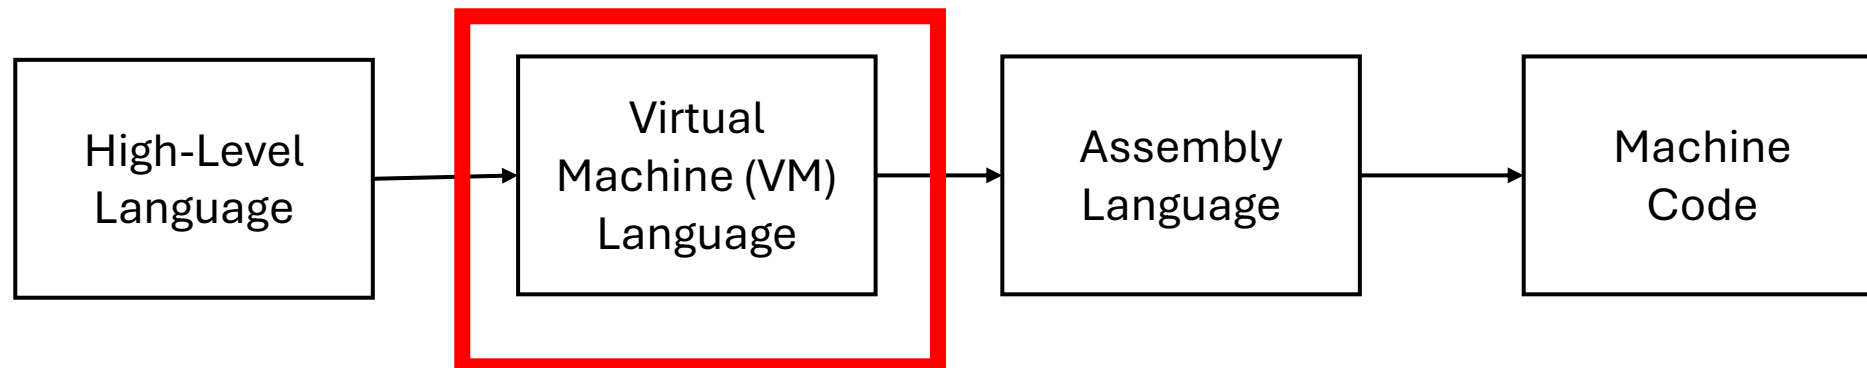 High-Level
Language
Virtual
Machine (VM)
Language
Assembly
Language
Machine
Code